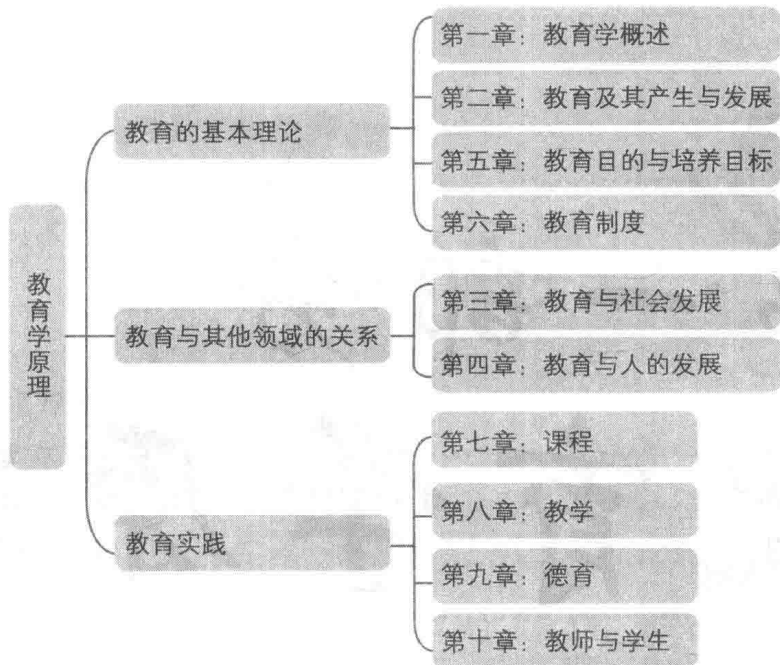 教育学原理
教育的基本理论
第一章：教育学概述
第二章：教育及其产生与发展
第五章：教育目的与培养目标
第六章：教育制度
教育与其他领域的关系
第三章：教育与社会发展
第四章：教育与人的发展
教育实践
第七章：课程
第八章：教学
第九章：德育
第十章：教师与学生